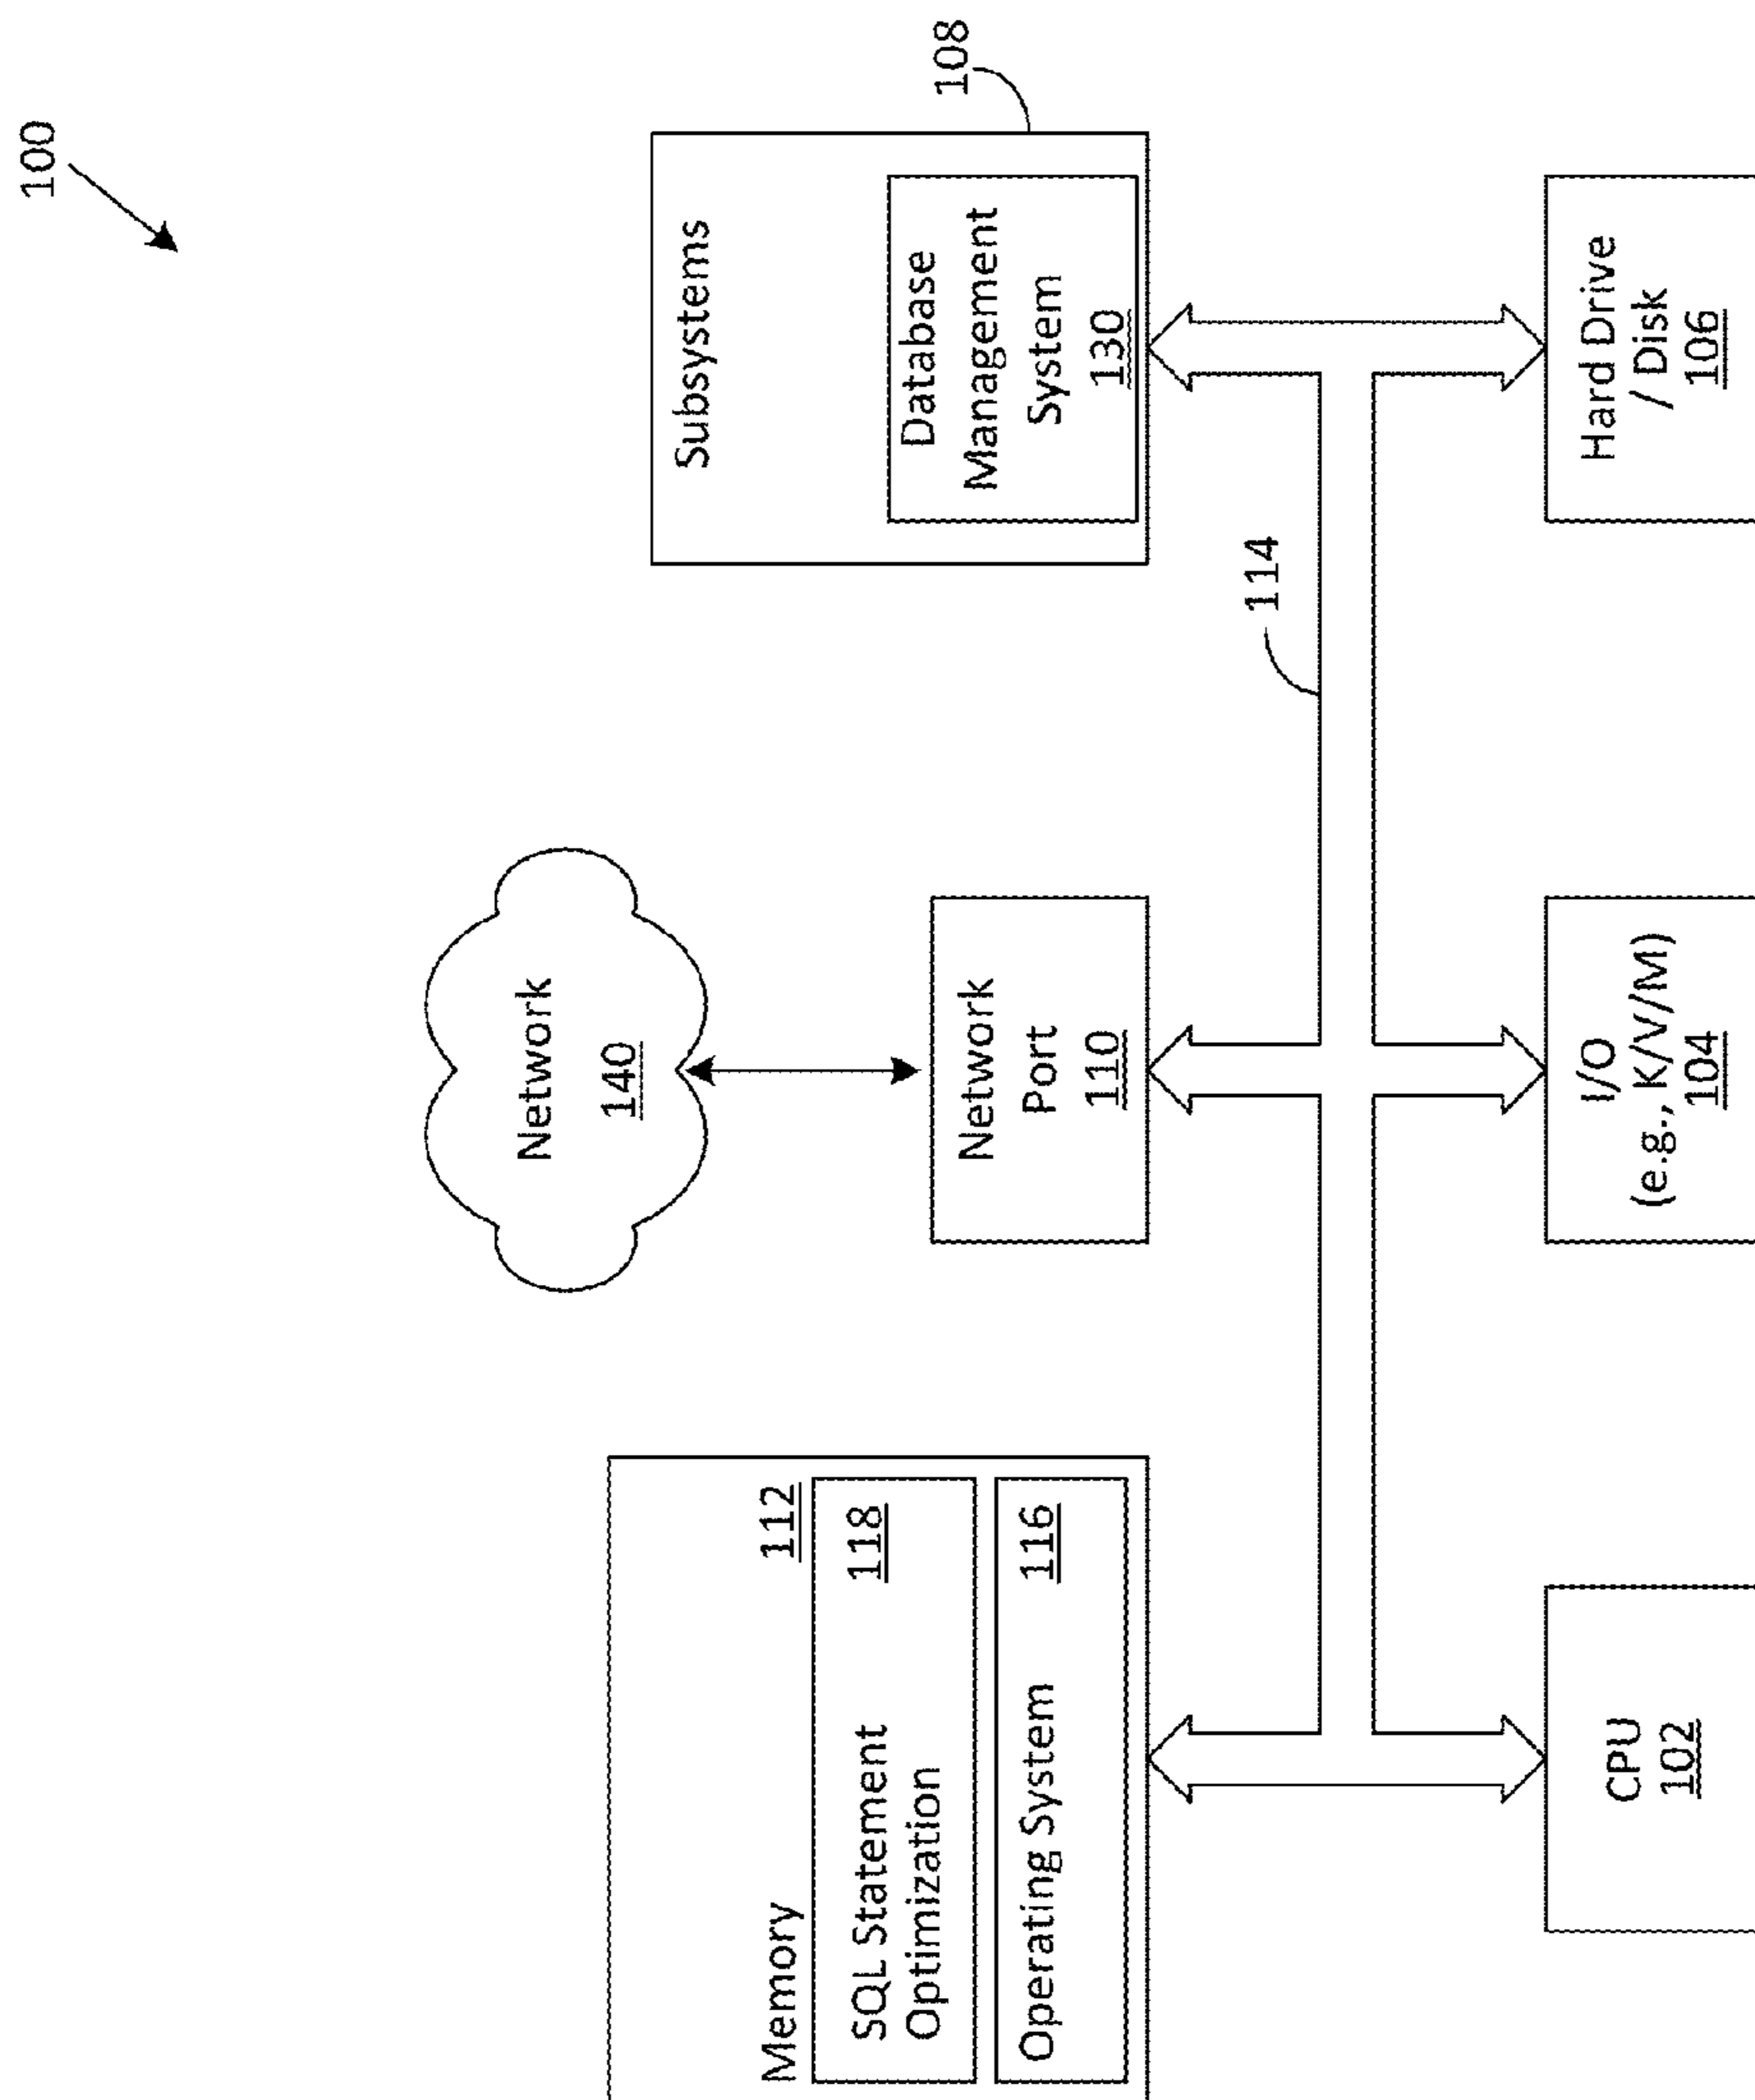 100
Memory
112
SQL Statement
Optimization
118
Operating System
116
Network
140
Network
Port
110
Subsystems
108
Database
Management
System
130
114
CPU
102
I/O
(e.g., K/V/M)
104
Hard Drive
/ Disk
106